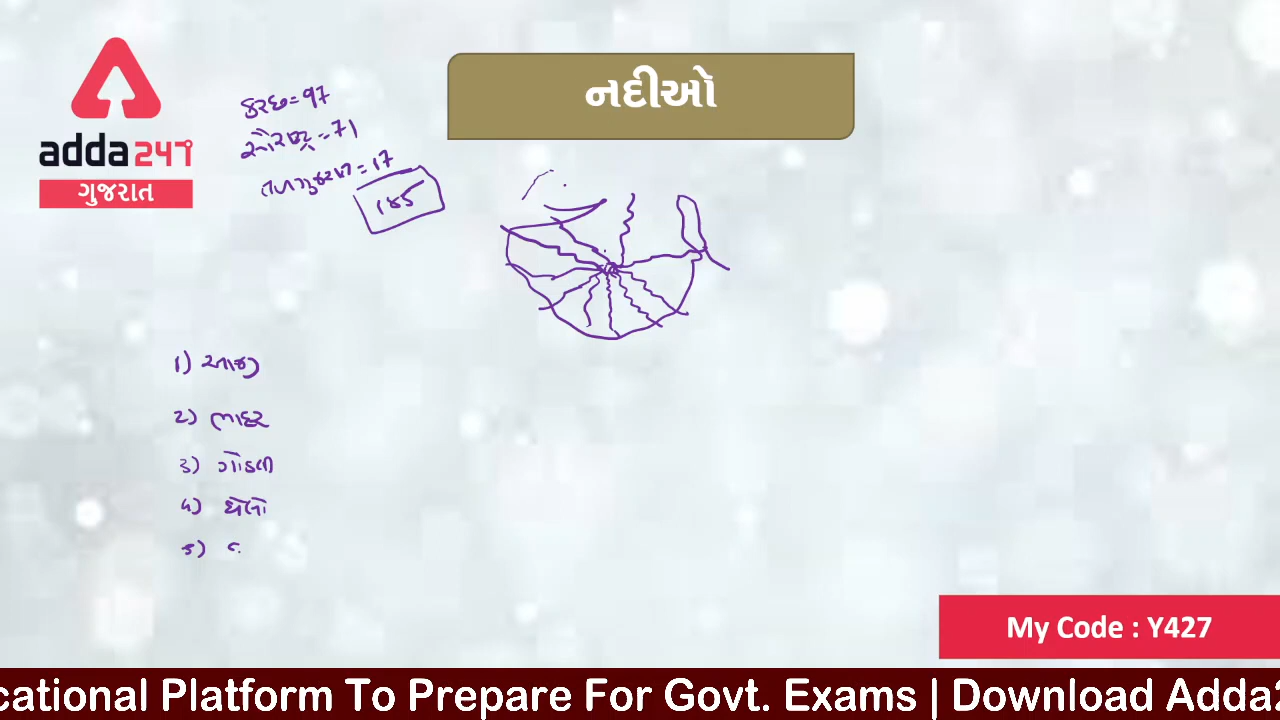 adda247
ગુજરાત
નદીઓ
કચ્છ = 97
સૌરાષ્ટ્ર = 71
તળગુજરાત = 17
185
1) આજી
2) ભાદર
3) ગોંડલી
4) ઘેલો
5)
My Code : Y427
cational Platform To Prepare For Govt. Exams | Download Adda2